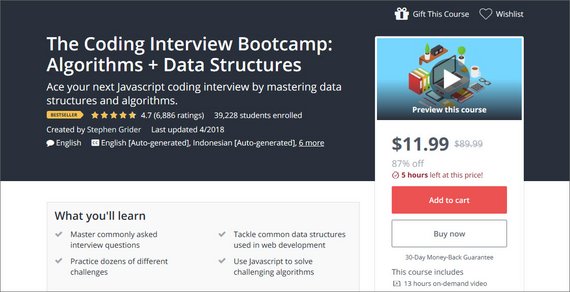 Gift This Course Wishlist
The Coding Interview Bootcamp:
Algorithms + Data Structures
Ace your next Javascript coding interview by mastering data
structures and algorithms.
BESTSELLER 4.7 (6,886 ratings) 39,228 students enrolled
Created by Stephen Grider Last updated 4/2018
English English [Auto-generated], Indonesian [Auto-generated], 6 more
Preview this course
$11.99 $89.99
87% off
5 hours left at this price!
Add to cart
Buy now
30-Day Money-Back Guarantee
This course includes
13 hours on-demand video
What you'll learn
Master commonly asked
interview questions
Practice dozens of different
challenges
Tackle common data structures
used in web development
Use Javascript to solve
challenging algorithms